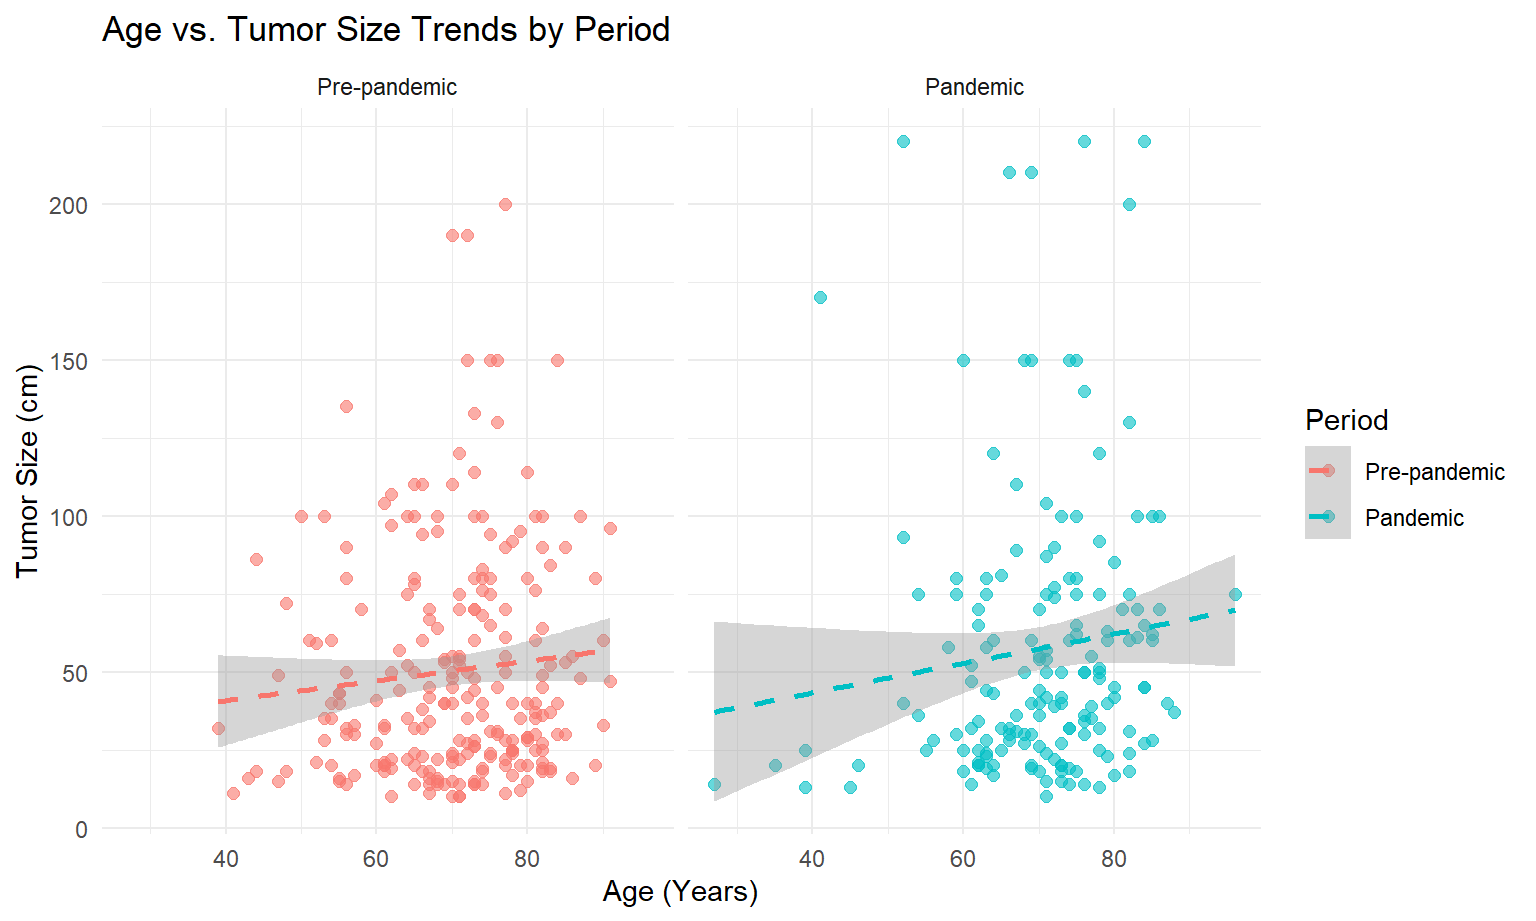 Age vs. Tumor Size Trends by Period
Pre-pandemic
Pandemic
Tumor Size (cm)
200
150
100
50
0
40
60
80
40
60
80
Age (Years)
Period
Pre-pandemic
Pandemic